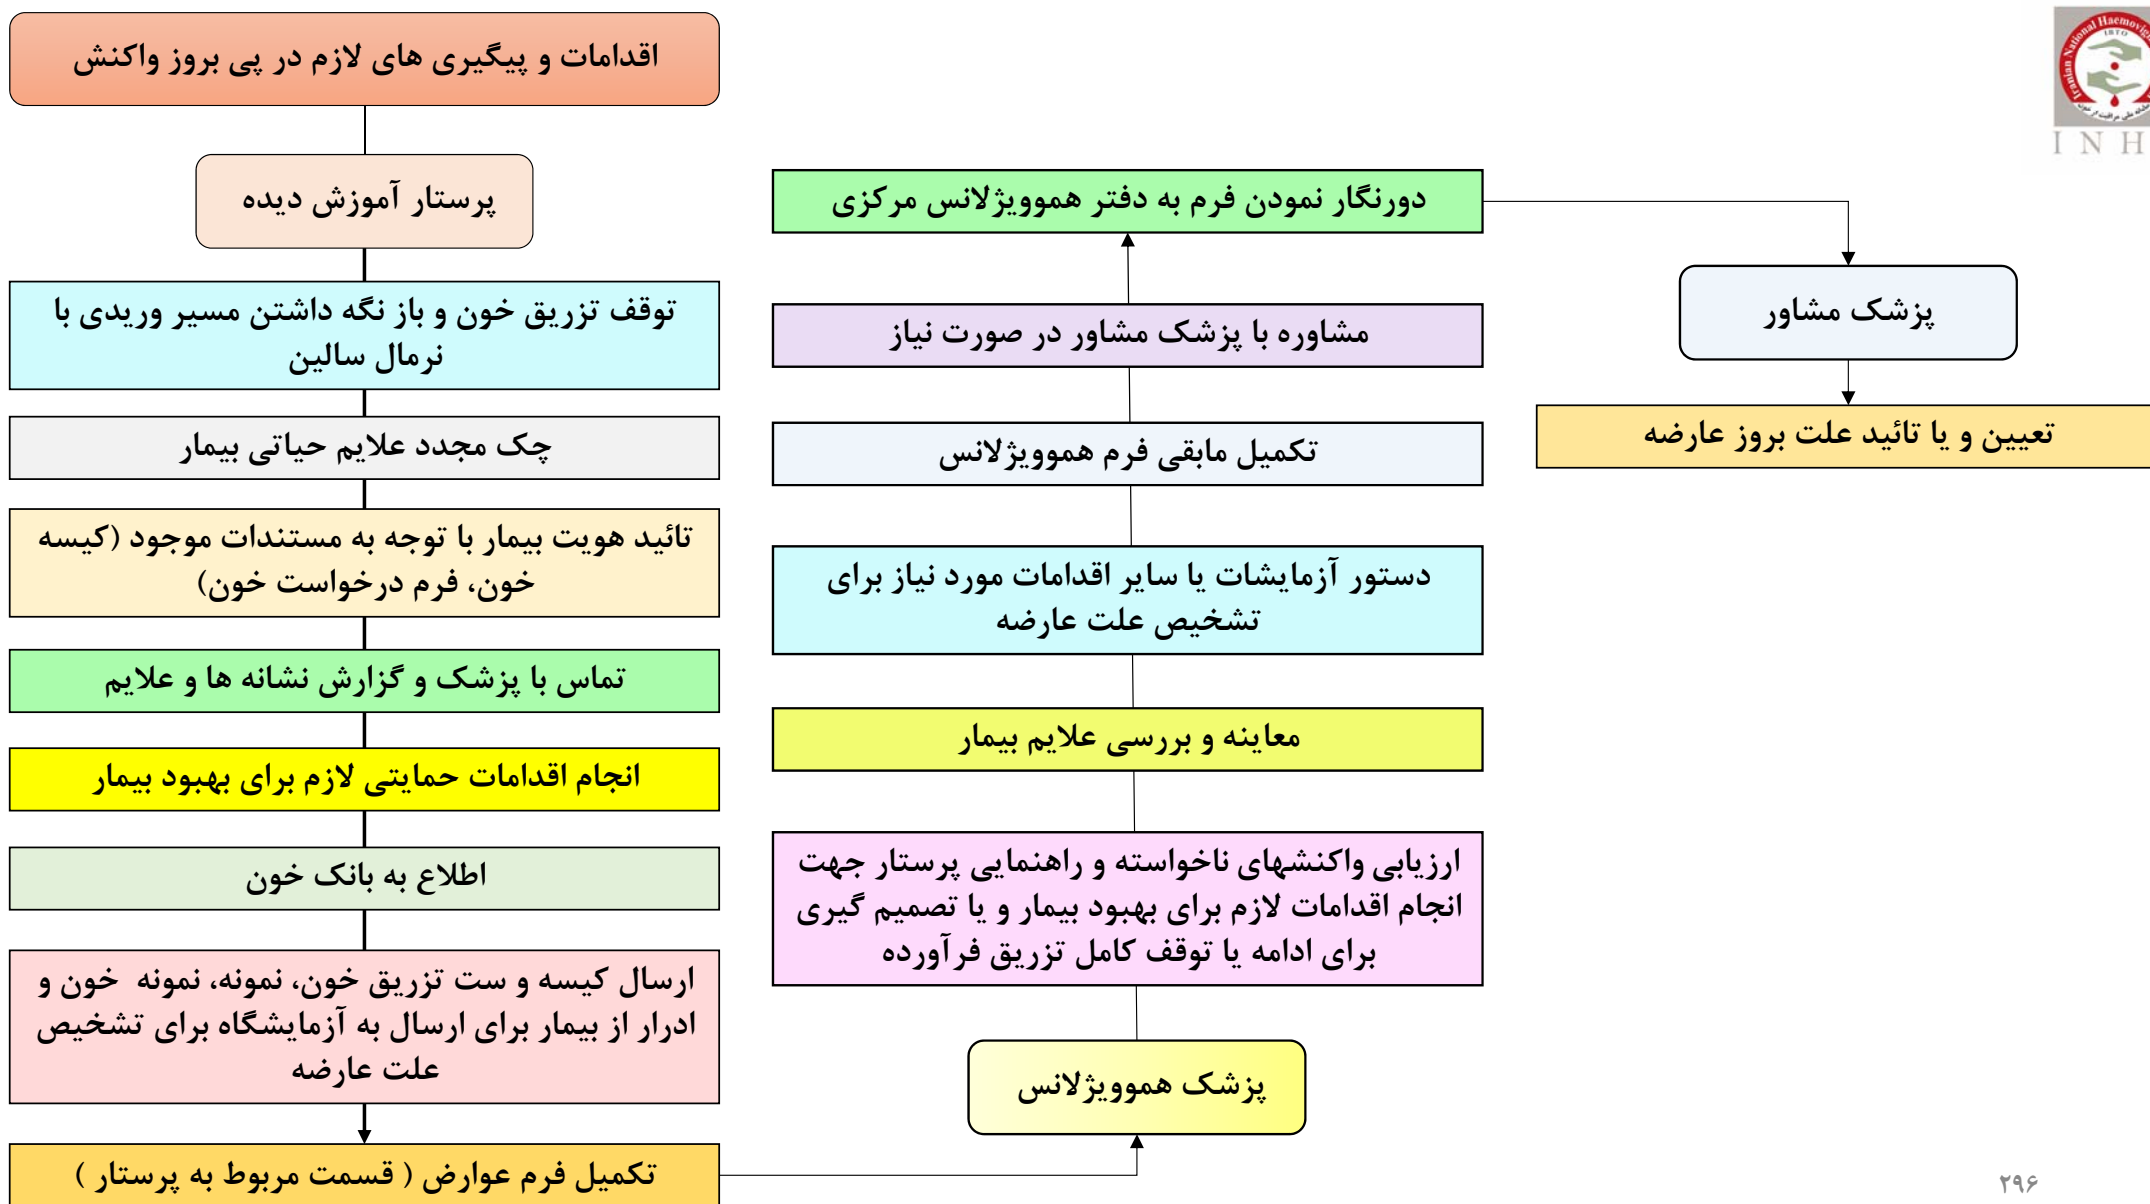 اقدامات و پیگیری های لازم در پی بروز واکنش
پرستار آموزش دیده
توقف تزریق خون و باز نگه داشتن مسیر وریدی با
نرمال سالین
چک مجدد علایم حیاتی بیمار
تائید هویت بیمار با توجه به مستندات موجود (کیسه
خون، فرم درخواست خون)
تماس با پزشک و گزارش نشانه ها و علایم
انجام اقدامات حمایتی لازم برای بهبود بیمار
اطلاع به بانک خون
ارسال کیسه و ست تزریق خون، نمونه، نمونه خون و
ادرار از بیمار برای ارسال به آزمایشگاه برای تشخیص
علت عارضه
تکمیل فرم عوارض ( قسمت مربوط به پرستار )
پزشک هموویژلانس
ارزیابی واکنشهای ناخواسته و راهنمایی پرستار جهت
انجام اقدامات لازم برای بهبود بیمار و یا تصمیم گیری
برای ادامه یا توقف کامل تزریق فرآورده
معاینه و بررسی علایم بیمار
دستور آزمایشات یا سایر اقدامات مورد نیاز برای
تشخیص علت عارضه
تکمیل مابقی فرم هموویژلانس
مشاوره با پزشک مشاور در صورت نیاز
دورنگار نمودن فرم به دفتر هموویژلانس مرکزی
پزشک مشاور
تعیین و یا تائید علت بروز عارضه
Iranian National Haemovig
IBTO
I N H
۲۹۶